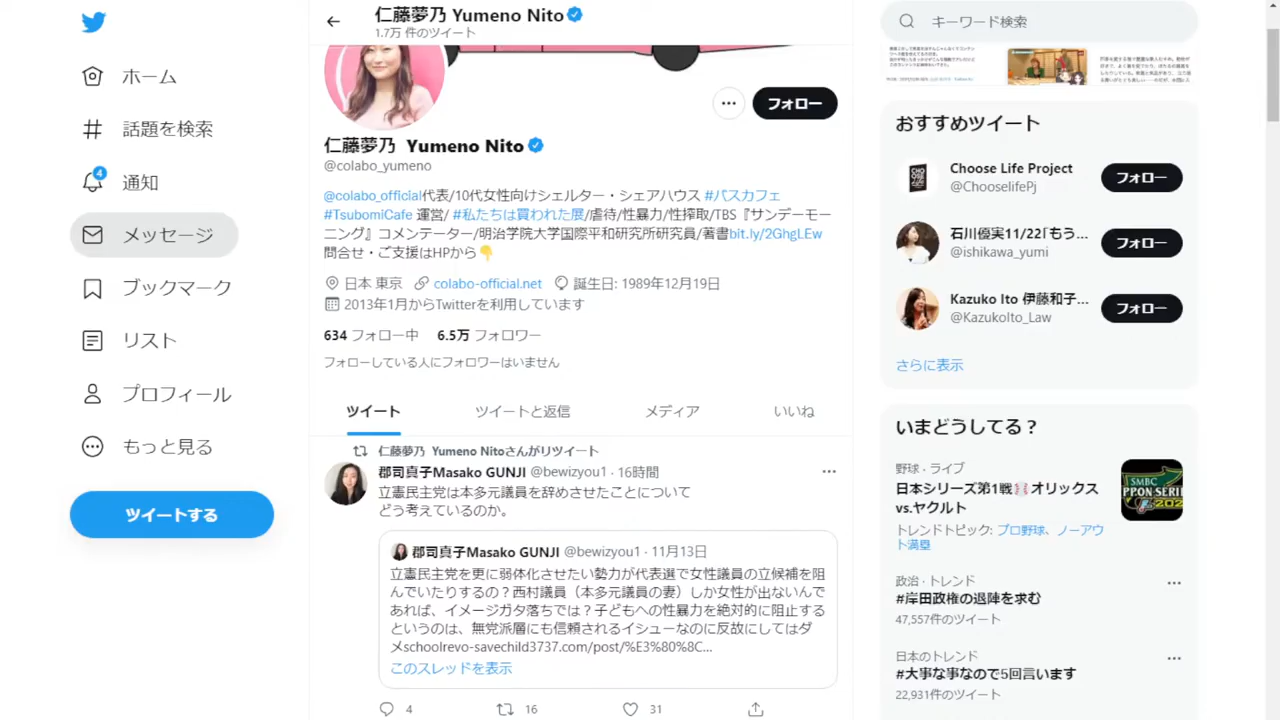 仁藤夢乃 Yumeno Nito
1.7万 件のツイート
ホーム
話題を検索
4
通知
メッセージ
ブックマーク
リスト
プロフィール
もっと見る
ツイートする
フォロー
仁藤夢乃 Yumeno Nito
@colabo_yumeno
@colabo_official代表/10代女性向けシェルター・シェアハウス #バスカフェ
#TsubomiCafe 運営/ #私たちは買われた展/虐待/性暴力/性搾取/TBS『サンデーモー
ニング』コメンテーター/明治学院大学国際平和研究所研究員/著書bit.ly/2GhgLEw
問合せ・ご支援はHPから👇
日本 東京 colabo-official.net 誕生日: 1989年12月19日
2013年1月からTwitterを利用しています
634 フォロー中 6.5万 フォロワー
フォローしている人にフォロワーはいません
ツイート ツイートと返信 メディア いいね
仁藤夢乃 Yumeno Nitoさんがリツイート
郡司真子Masako GUNJI @bewizyou1 · 16時間
立憲民主党は本多元議員を辞めさせたことについて
どう考えているのか。
郡司真子Masako GUNJI @bewizyou1 · 11月13日
立憲民主党を更に弱体化させたい勢力が代表選で女性議員の立候補を阻
んでいたりするの？西村議員（本多元議員の妻）しか女性が出ないんで
あれば、イメージガタ落ちでは？子どもへの性暴力を絶対的に阻止する
というのは、無党派層にも信頼されるイシューなのに反故にしてはダ
メschoolrevo-savechild3737.com/post/%E3%80%8C...
このスレッドを表示
4 16 31
キーワード検索
おすすめツイート
Choose Life Project
@ChooselifePj
フォロー
石川優実11/22｢もう...
@ishikawa_yumi
フォロー
Kazuko Ito 伊藤和子...
@KazukoIto_Law
フォロー
さらに表示
いまどうしてる？
野球 · ライブ
日本シリーズ第1戦⚾オリックス
vs.ヤクルト
トレンドトピック: プロ野球、ノーアウ
ト満塁
政治 · トレンド
#岸田政権の退陣を求む
47,557件のツイート
日本のトレンド
#大事な事なので5回言います
22,931件のツイート